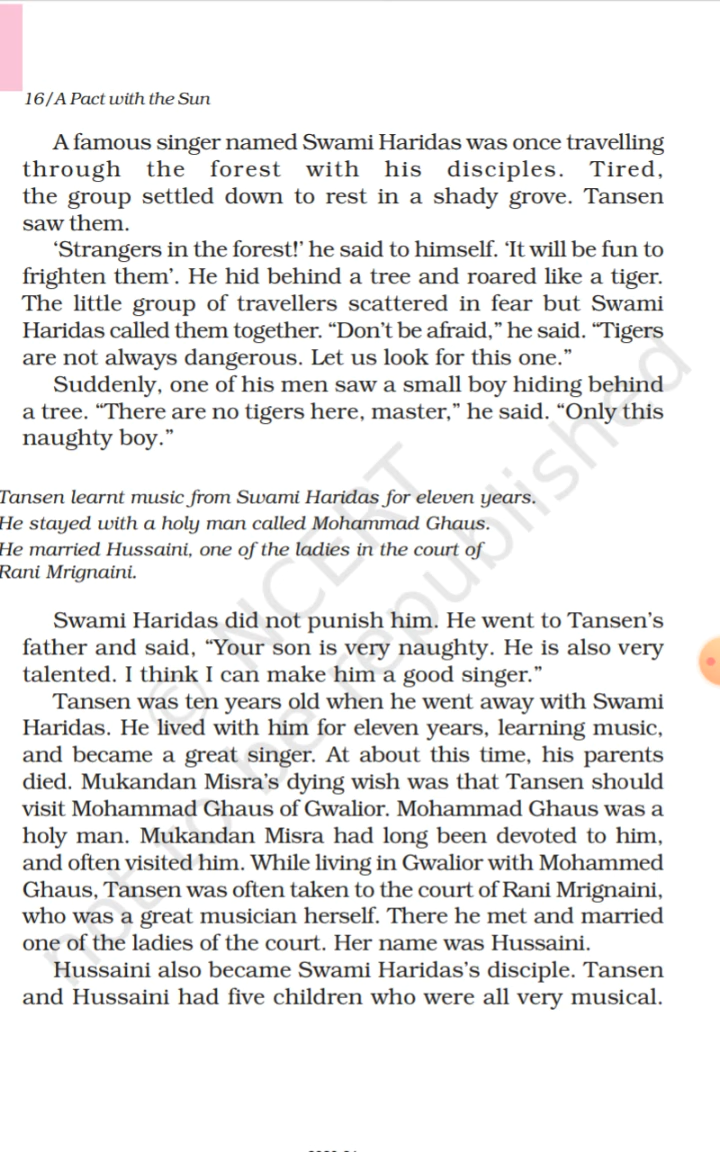 16/A Pact with the Sun
A famous singer named Swami Haridas was once travelling
through the forest with his disciples. Tired,
the group settled down to rest in a shady grove. Tansen
saw them.
‘Strangers in the forest!’ he said to himself. ‘It will be fun to
frighten them’. He hid behind a tree and roared like a tiger.
The little group of travellers scattered in fear but Swami
Haridas called them together. “Don’t be afraid,” he said. “Tigers
are not always dangerous. Let us look for this one.”
Suddenly, one of his men saw a small boy hiding behind
a tree. “There are no tigers here, master,” he said. “Only this
naughty boy.”
Tansen learnt music from Swami Haridas for eleven years.
He stayed with a holy man called Mohammad Ghaus.
He married Hussaini, one of the ladies in the court of
Rani Mrignaini.
Swami Haridas did not punish him. He went to Tansen’s
father and said, “Your son is very naughty. He is also very
talented. I think I can make him a good singer.”
Tansen was ten years old when he went away with Swami
Haridas. He lived with him for eleven years, learning music,
and became a great singer. At about this time, his parents
died. Mukandan Misra’s dying wish was that Tansen should
visit Mohammad Ghaus of Gwalior. Mohammad Ghaus was a
holy man. Mukandan Misra had long been devoted to him,
and often visited him. While living in Gwalior with Mohammed
Ghaus, Tansen was often taken to the court of Rani Mrignaini,
who was a great musician herself. There he met and married
one of the ladies of the court. Her name was Hussaini.
Hussaini also became Swami Haridas’s disciple. Tansen
and Hussaini had five children who were all very musical.
© NCERT
not to be republished